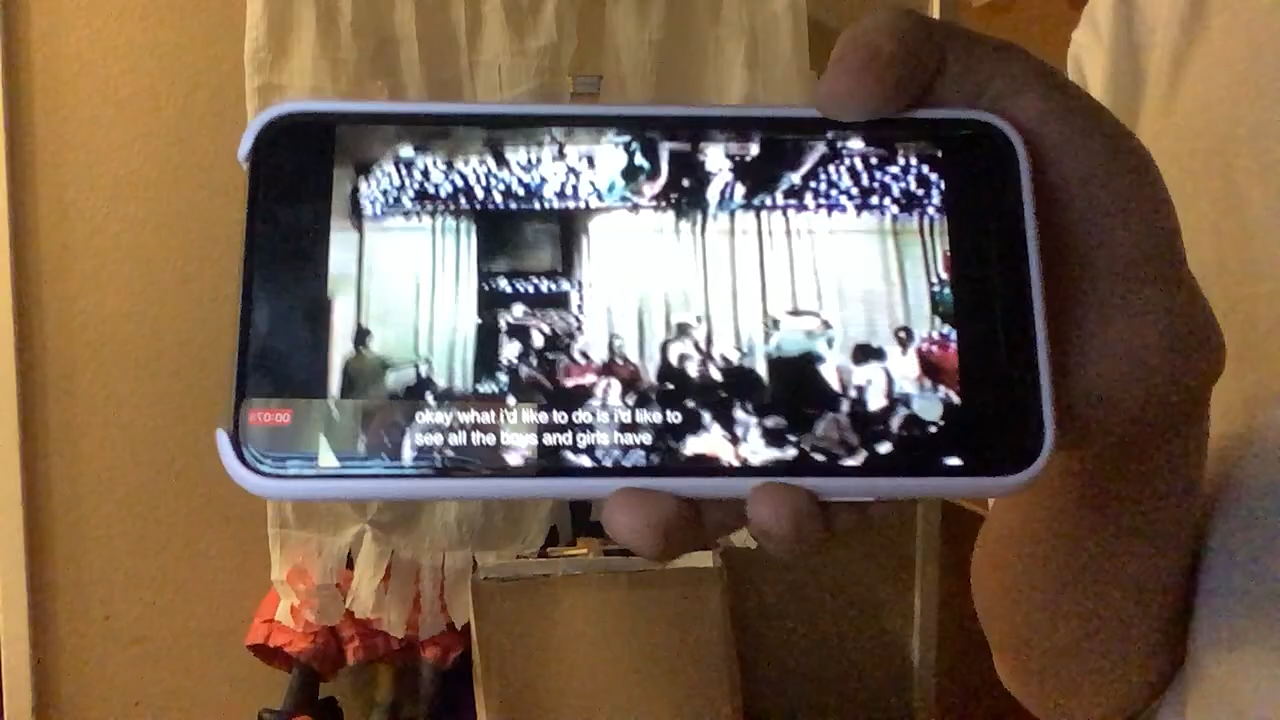 okay what i'd like to do is i'd like to
see all the boys and girls have